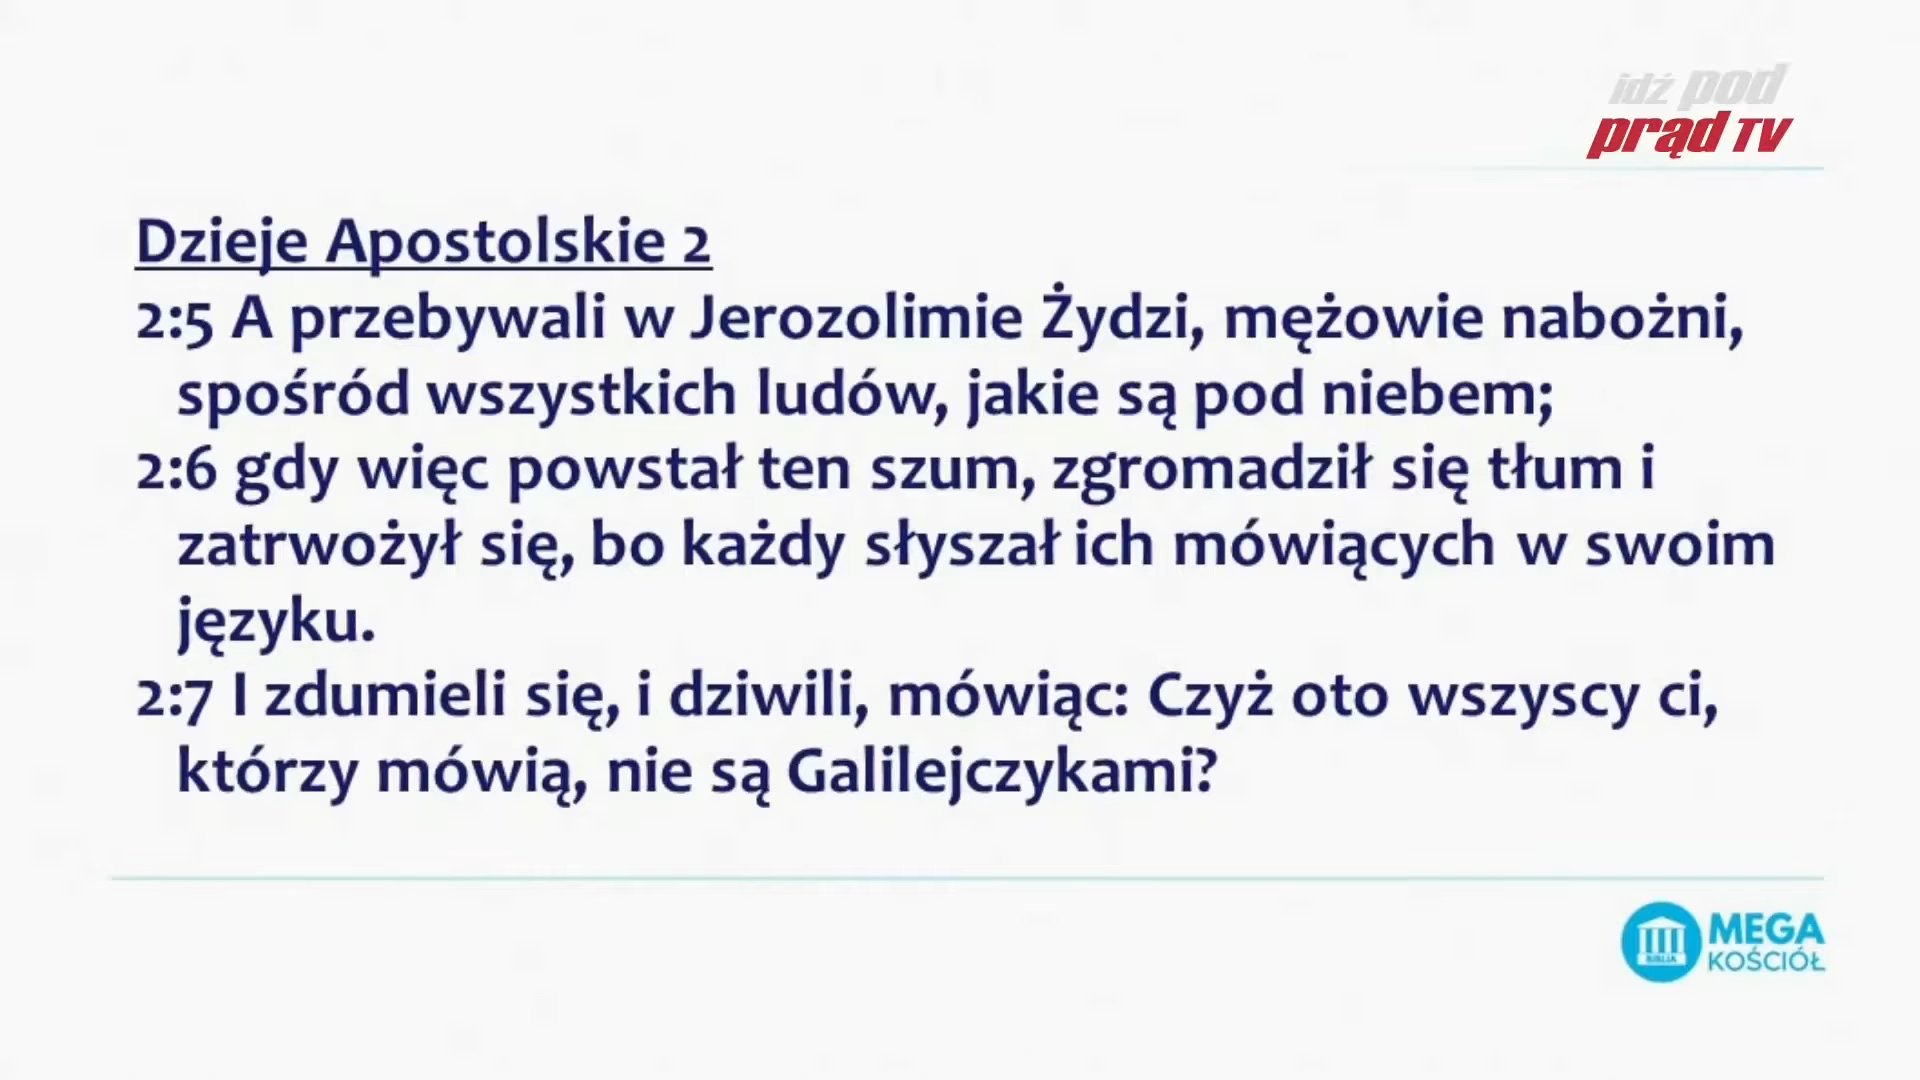 idź pod
prąd TV
Dzieje Apostolskie 2
2:5 A przebywali w Jerozolimie Żydzi, mężowie nabożni,
spośród wszystkich ludów, jakie są pod niebem;
2:6 gdy więc powstał ten szum, zgromadził się tłum i
zatrwożył się, bo każdy słyszał ich mówiących w swoim
języku.
2:7 I zdumieli się, i dziwili, mówiąc: Czyż oto wszyscy ci,
którzy mówią, nie są Galilejczykami?
BIBLIA
MEGA
KOŚCIÓŁ